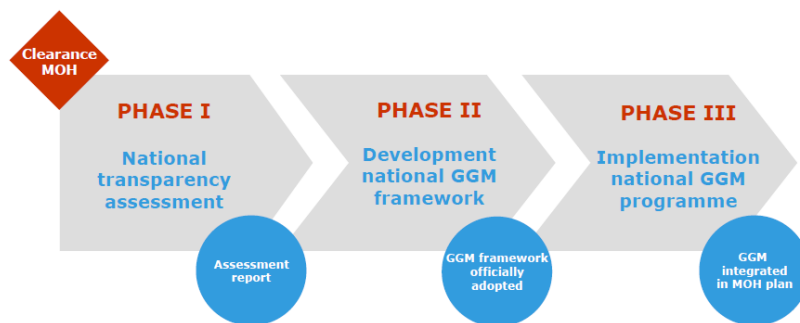 Clearance
MOH
PHASE I
National
transparency
assessment
Assessment
report
PHASE II
Development
national GGM
framework
GGM framework
officially
adopted
PHASE III
Implementation
national GGM
programme
GGM
integrated
in MOH plan